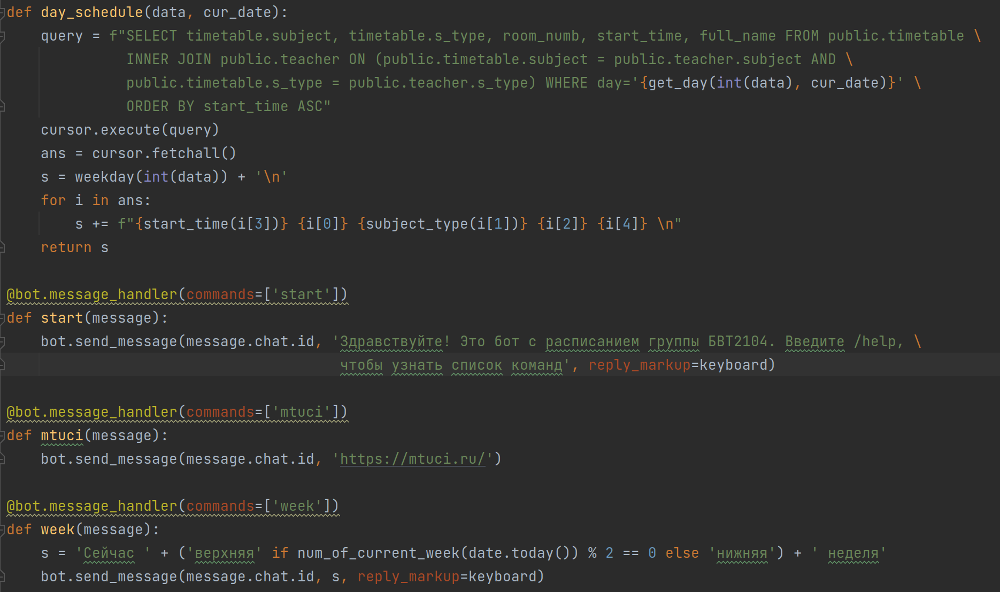 def day_schedule(data, cur_date):
    query = f"SELECT timetable.subject, timetable.s_type, room_numb, start_time, full_name FROM public.timetable \
              INNER JOIN public.teacher ON (public.timetable.subject = public.teacher.subject AND \
              public.timetable.s_type = public.teacher.s_type) WHERE day='{get_day(int(data), cur_date)}' \
              ORDER BY start_time ASC"
    cursor.execute(query)
    ans = cursor.fetchall()
    s = weekday(int(data)) + '\n'
    for i in ans:
        s += f"{start_time(i[3])} {i[0]} {subject_type(i[1])} {i[2]} {i[4]} \n"
    return s

@bot.message_handler(commands=['start'])
def start(message):
    bot.send_message(message.chat.id, 'Здравствуйте! Это бот с расписанием группы БВТ2104. Введите /help, \
                                       чтобы узнать список команд', reply_markup=keyboard)

@bot.message_handler(commands=['mtuci'])
def mtuci(message):
    bot.send_message(message.chat.id, 'https://mtuci.ru/')

@bot.message_handler(commands=['week'])
def week(message):
    s = 'Сейчас ' + ('верхняя' if num_of_current_week(date.today()) % 2 == 0 else 'нижняя') + ' неделя'
    bot.send_message(message.chat.id, s, reply_markup=keyboard)